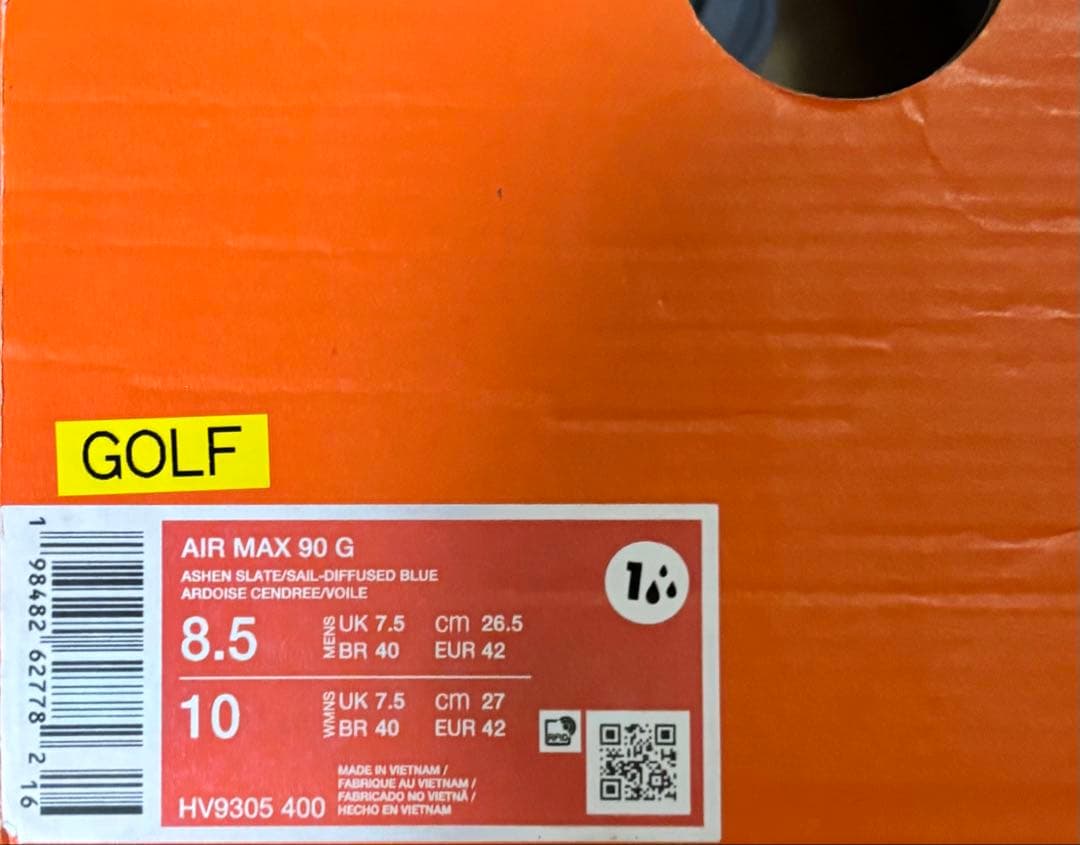 GOLF
1 98482 62778 2 16
AIR MAX 90 G
ASHEN SLATE/SAIL-DIFFUSED BLUE
ARDOISE CENDREE/VOILE
8.5 MENS UK 7.5 cm 26.5
BR 40 EUR 42
10 WMNS UK 7.5 cm 27
BR 40 EUR 42
MADE IN VIETNAM /
FABRIQUE AU VIETNAM /
FABRICADO NO VIETNÃ /
HECHO EN VIETNAM
HV9305 400
1
RFID